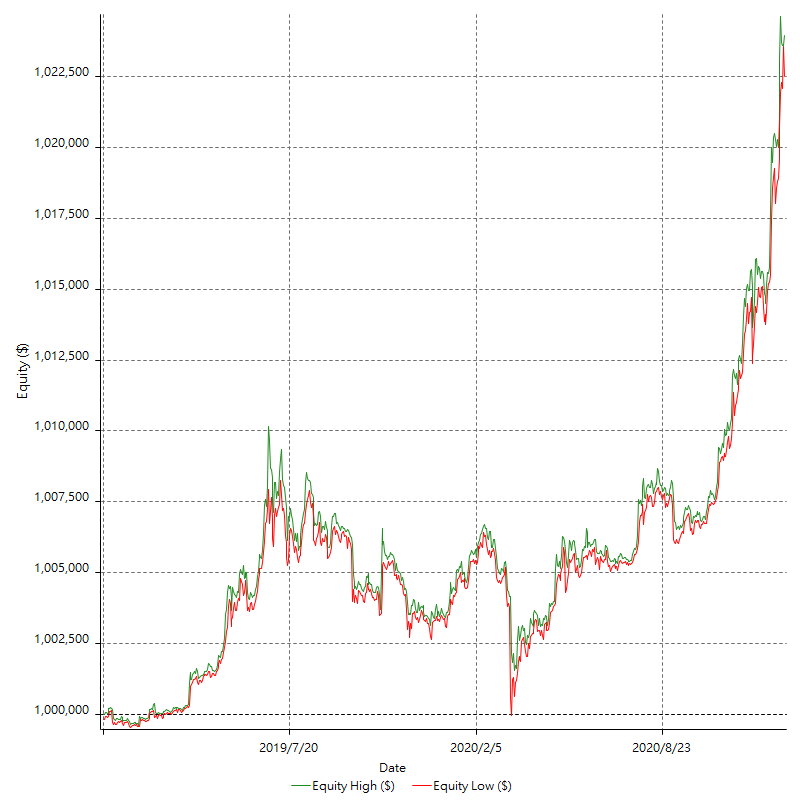 1,022,500
1,020,000
1,017,500
1,015,000
1,012,500
1,010,000
1,007,500
1,005,000
1,002,500
1,000,000
Equity ($)
2019/7/20 2020/2/5 2020/8/23
Date
Equity High ($) Equity Low ($)